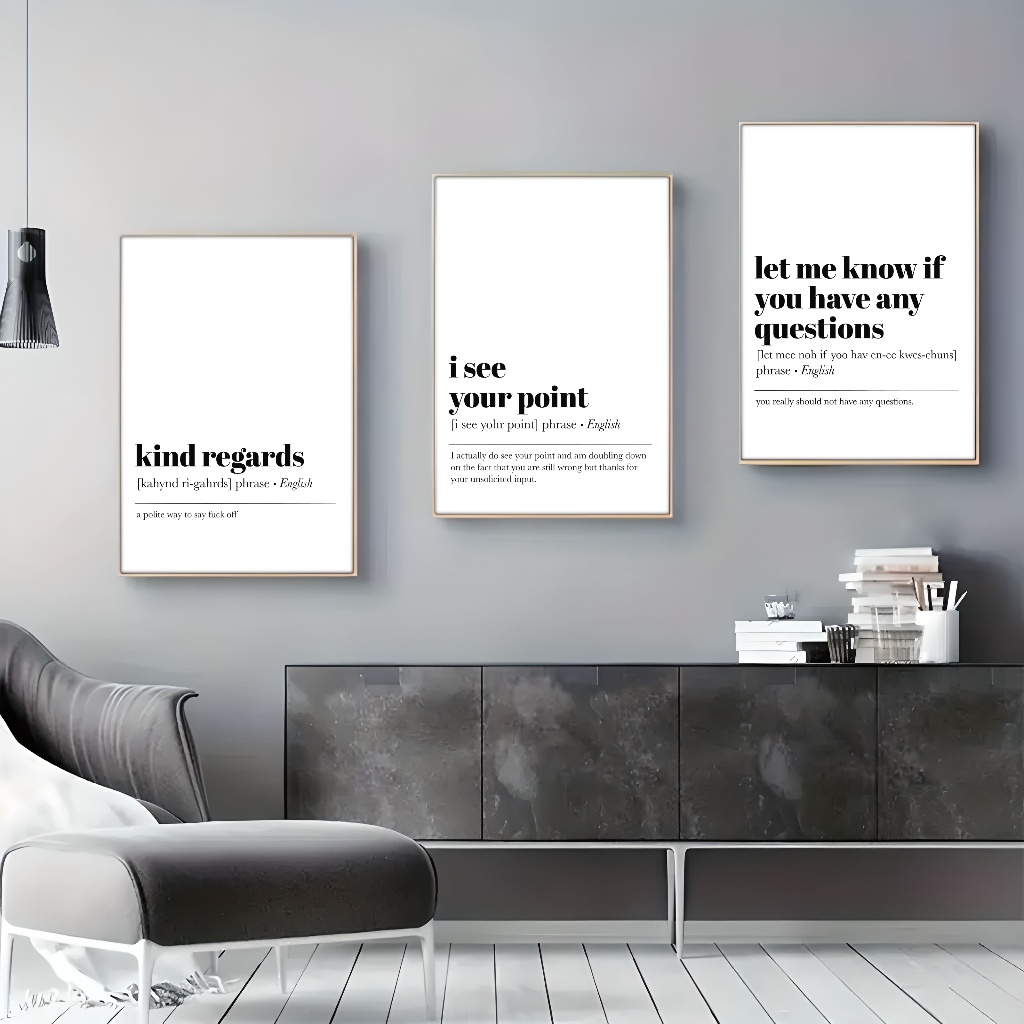 kind regards
[kahynd ri-gahrds] phrase • English
a polite way to say fuck off
i see
your point
[i see yohr point] phrase • English
I actually do see your point and am doubling down
on the fact that you are still wrong but thanks for
your unsolicited input.
let me know if
you have any
questions
[let mee noh if yoo hav en-ee kwes-chuns]
phrase • English
you really should not have any questions.